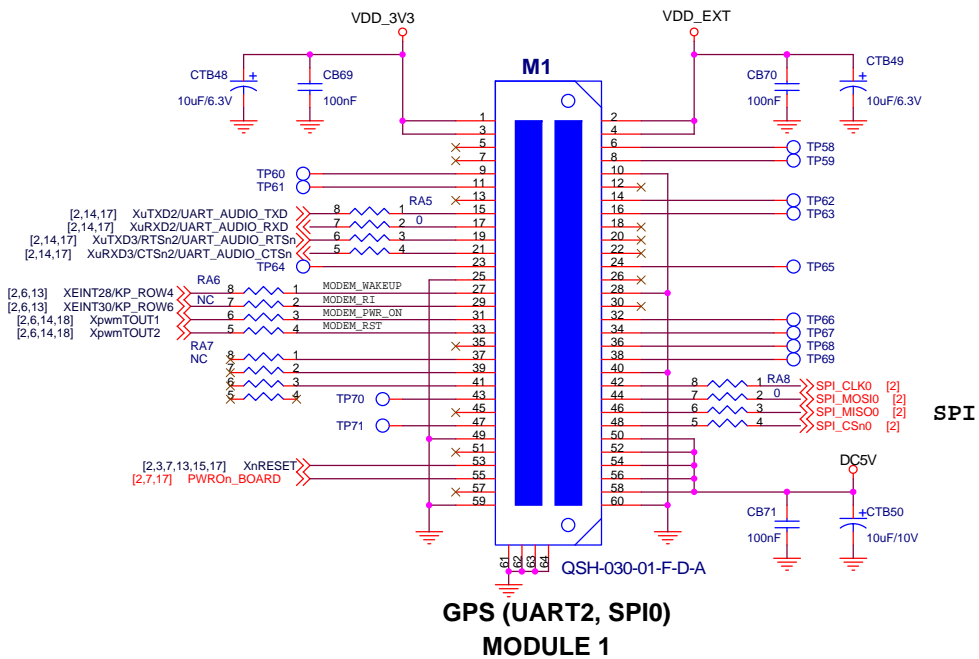 VDD_3V3
VDD_EXT
M1
CTB48
10uF/6.3V
CB69
100nF
CB70
100nF
CTB49
10uF/6.3V
1 2
3 4
5 6 TP58
7 8 TP59
TP60 9 10
TP61 11 12
13 14 TP62
[2,14,17] XuTXD2/UART_AUDIO_TXD 8 1 RA5 15 16 TP63
[2,14,17] XuRXD2/UART_AUDIO_RXD 7 2 0 17 18
[2,14,17] XuTXD3/RTSn2/UART_AUDIO_RTSn 6 3 19 20
[2,14,17] XuRXD3/CTSn2/UART_AUDIO_CTSn 5 4 21 22
TP64 23 24 TP65
RA6 25 26
[2,6,13] XEINT28/KP_ROW4 8 1 MODEM_WAKEUP 27 28
[2,6,13] XEINT30/KP_ROW6 NC 7 2 MODEM_RI 29 30
[2,6,14,18] XpwmTOUT1 6 3 MODEM_PWR_ON 31 32 TP66
[2,6,14,18] XpwmTOUT2 5 4 MODEM_RST 33 34 TP67
RA7 35 36 TP68
NC 8 1 37 38 TP69
7 2 39 40
6 3 41 42 8 1 RA8 SPI_CLK0 [2]
5 4 TP70 43 44 7 2 0 SPI_MOSI0 [2]
45 46 6 3 SPI_MISO0 [2]
SPI
TP71 47 48 5 4 SPI_CSn0 [2]
49 50
51 52
[2,3,7,13,15,17] XnRESET 53 54
DC5V
[2,7,17] PWROn_BOARD 55 56
57 58
59 60
CB71
100nF
CTB50
10uF/10V
61 62 63 64
QSH-030-01-F-D-A
GPS (UART2, SPI0)
MODULE 1